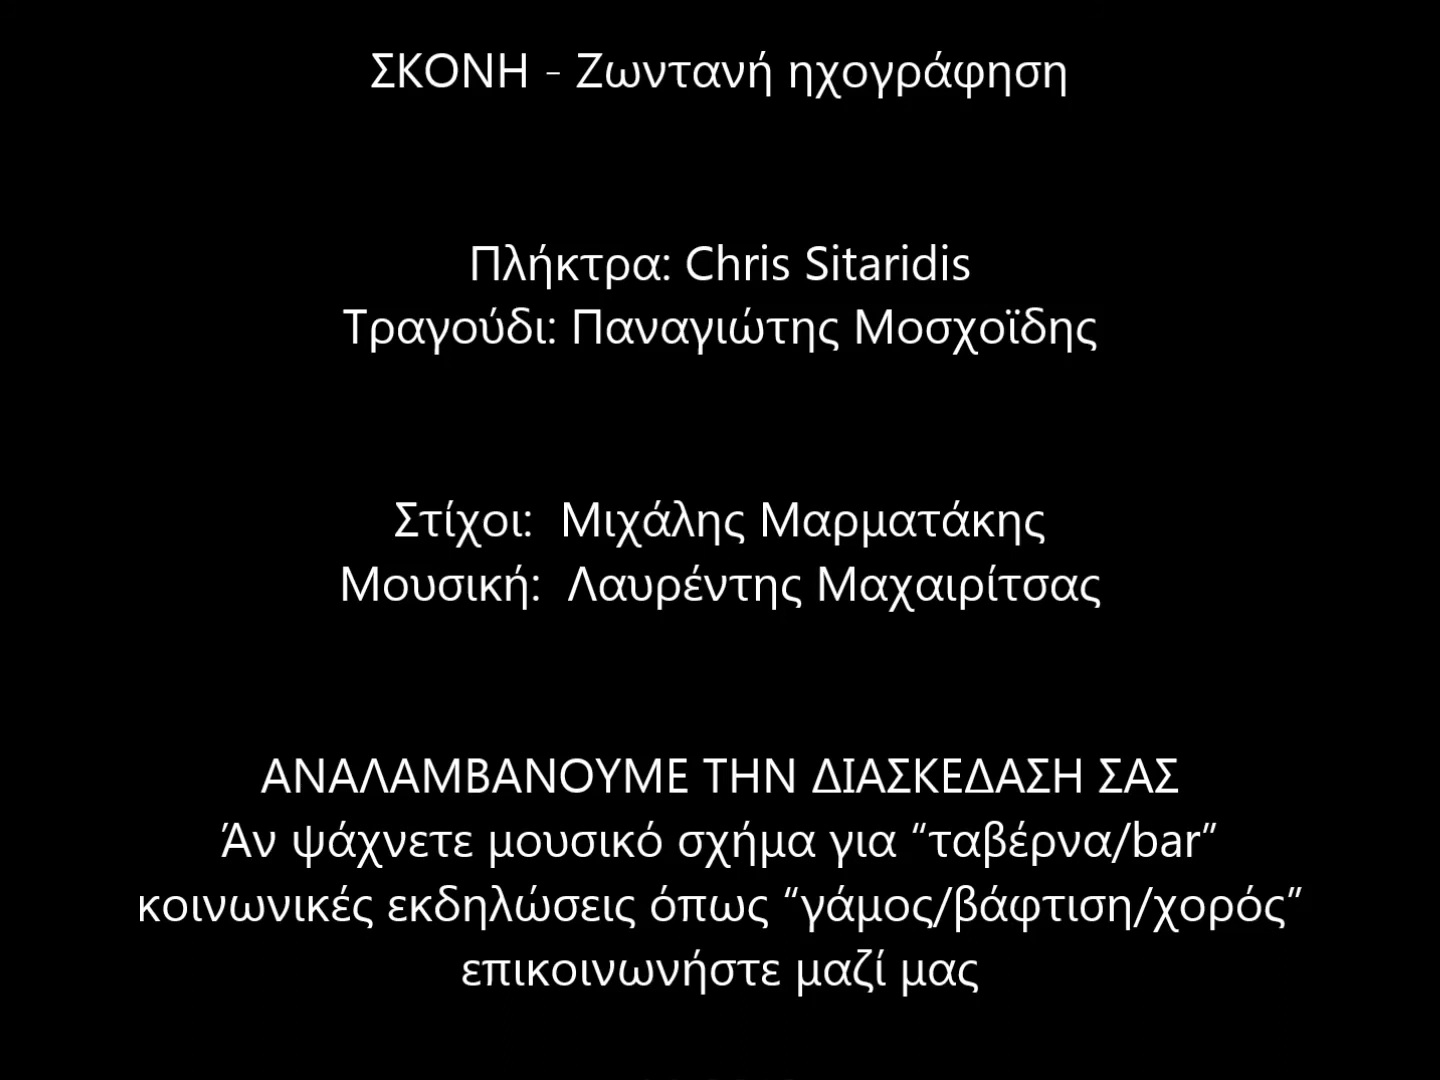 ΣΚΟΝΗ - Ζωντανή ηχογράφηση
Πλήκτρα: Chris Sitaridis
Τραγούδι: Παναγιώτης Μοσχοϊδης
Στίχοι: Μιχάλης Μαρματάκης
Μουσική: Λαυρέντης Μαχαιρίτσας
ΑΝΑΛΑΜΒΑΝΟΥΜΕ ΤΗΝ ΔΙΑΣΚΕΔΑΣΗ ΣΑΣ
Άν ψάχνετε μουσικό σχήμα για “ταβέρνα/bar”
κοινωνικές εκδηλώσεις όπως “γάμος/βάφτιση/χορός”
επικοινωνήστε μαζί μας